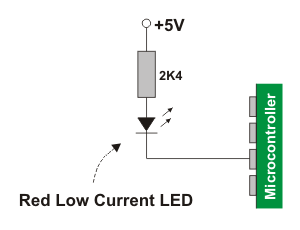 +5V
2K4
Microcontroller
Red Low Current LED